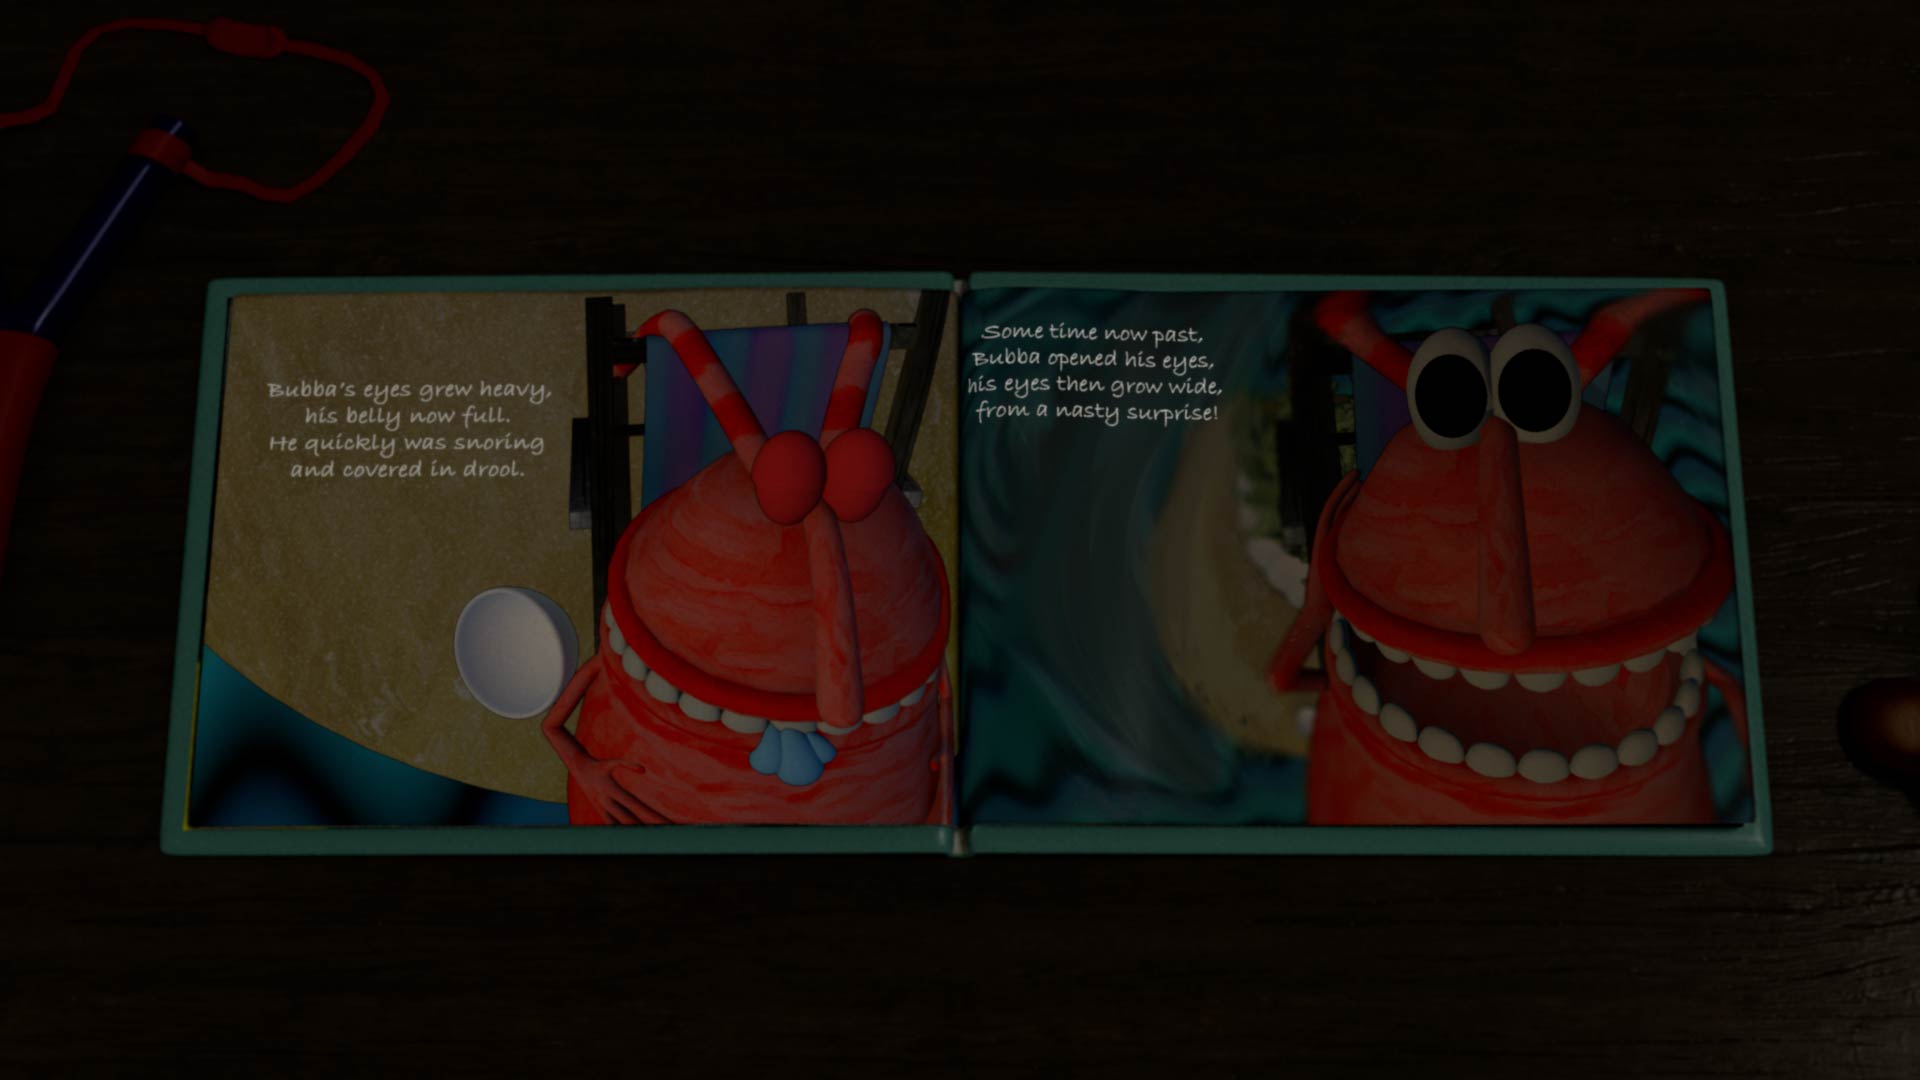 Bubba's eyes grew heavy,
his belly now full.
He quickly was snoring
and covered in drool.
Some time now past,
Bubba opened his eyes,
his eyes then grow wide,
from a nasty surprise!